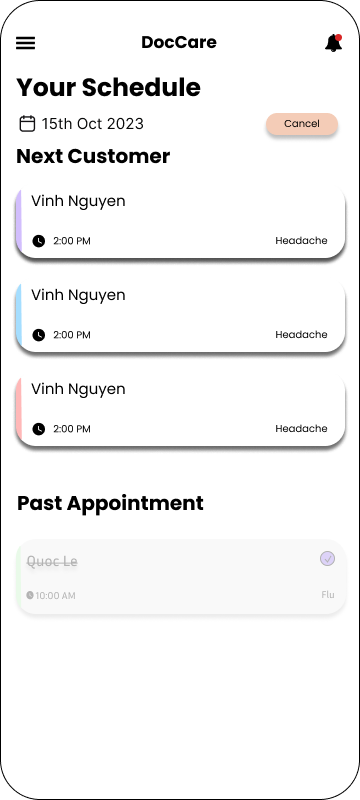 DocCare
Your Schedule
15th Oct 2023
Cancel
Next Customer
Vinh Nguyen
2:00 PM
Headache
Vinh Nguyen
2:00 PM
Headache
Vinh Nguyen
2:00 PM
Headache
Past Appointment
Quoc Le
10:00 AM
Flu